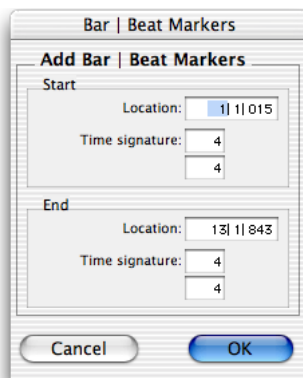 Bar | Beat Markers
Add Bar | Beat Markers
Start
Location: 1| 1| 015
Time signature: 4
4
End
Location: 13| 1| 843
Time signature: 4
4
Cancel OK